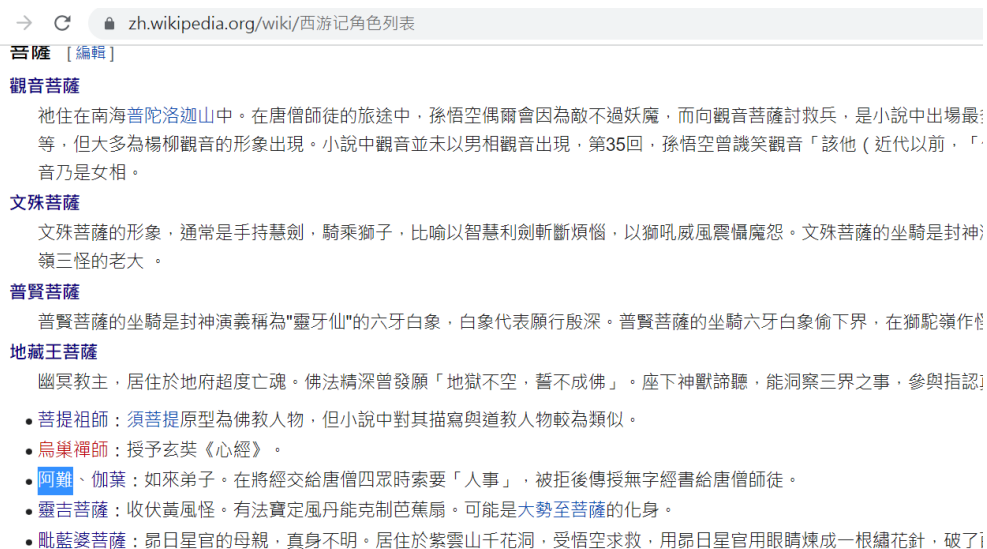 zh.wikipedia.org/wiki/西游记角色列表
菩薩 [編輯]
觀音菩薩
祂住在南海普陀洛迦山中。在唐僧師徒的旅途中，孫悟空偶爾會因為敵不過妖魔，而向觀音菩薩討救兵，是小說中出場最
等，但大多為楊柳觀音的形象出現。小說中觀音並未以男相觀音出現，第35回，孫悟空曾譏笑觀音「該他（近代以前，「
音乃是女相。
文殊菩薩
文殊菩薩的形象，通常是手持慧劍，騎乘獅子，比喻以智慧利劍斬斷煩惱，以獅吼威風震懾魔怨。文殊菩薩的坐騎是封神
嶺三怪的老大 。
普賢菩薩
普賢菩薩的坐騎是封神演義稱為"靈牙仙"的六牙白象，白象代表願行殷深。普賢菩薩的坐騎六牙白象偷下界，在獅駝嶺作
地藏王菩薩
幽冥教主，居住於地府超度亡魂。佛法精深曾發願「地獄不空，誓不成佛」。座下神獸諦聽，能洞察三界之事，參與指認
菩提祖師：須菩提原型為佛教人物，但小說中對其描寫與道教人物較為類似。
烏巢禪師：授予玄奘《心經》。
阿難、伽葉：如來弟子。在將經交給唐僧四眾時索要「人事」，被拒後傳授無字經書給唐僧師徒。
靈吉菩薩：收伏黃風怪。有法寶定風丹能克制芭蕉扇。可能是大勢至菩薩的化身。
毗藍婆菩薩：昴日星官的母親，真身不明。居住於紫雲山千花洞，受悟空求救，用昴日星官用眼睛煉成一根繡花針，破了